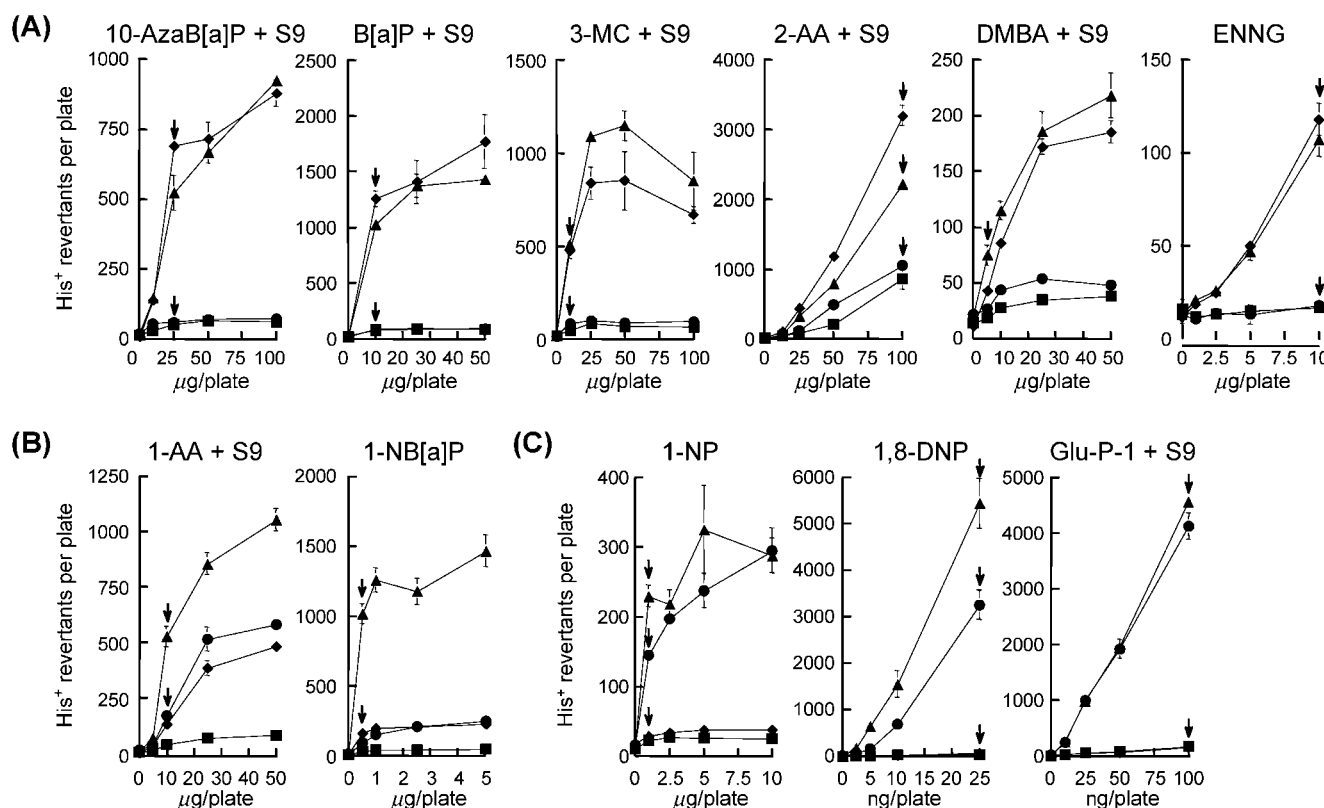 (A)
10-AzaB[a]P + S9
B[a]P + S9
3-MC + S9
2-AA + S9
DMBA + S9
ENNG
His+ revertants per plate
1000
750
500
250
0
0 25 50 75 100
μg/plate
2500
2000
1500
1000
500
0
0 10 20 30 40 50
μg/plate
1500
1000
500
0
0 25 50 75 100
μg/plate
4000
3000
2000
1000
0
0 25 50 75 100
μg/plate
250
200
150
100
50
0
0 10 20 30 40 50
μg/plate
150
100
50
0
0 2.5 5 7.5 10
μg/plate
(B)
1-AA + S9
1-NB[a]P
His+ revertants per plate
1250
1000
750
500
250
0
0 10 20 30 40 50
μg/plate
2000
1500
1000
500
0
0 1 2 3 4 5
μg/plate
(C)
1-NP
1,8-DNP
Glu-P-1 + S9
His+ revertants per plate
400
300
200
100
0
0 2.5 5 7.5 10
μg/plate
6000
5000
4000
3000
2000
1000
0
0 5 10 15 20 25
ng/plate
5000
4000
3000
2000
1000
0
0 25 50 75 100
ng/plate